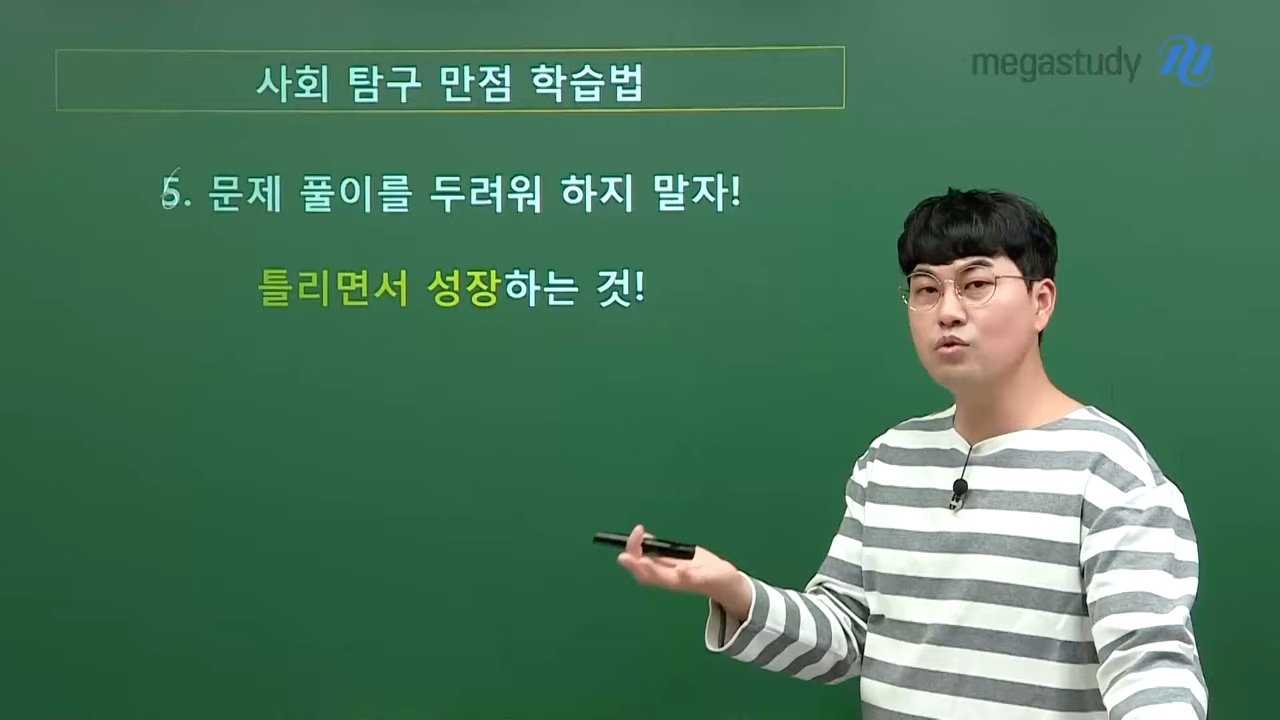 사회 탐구 만점 학습법
megastudy
5. 문제 풀이를 두려워 하지 말자!
틀리면서 성장하는 것!